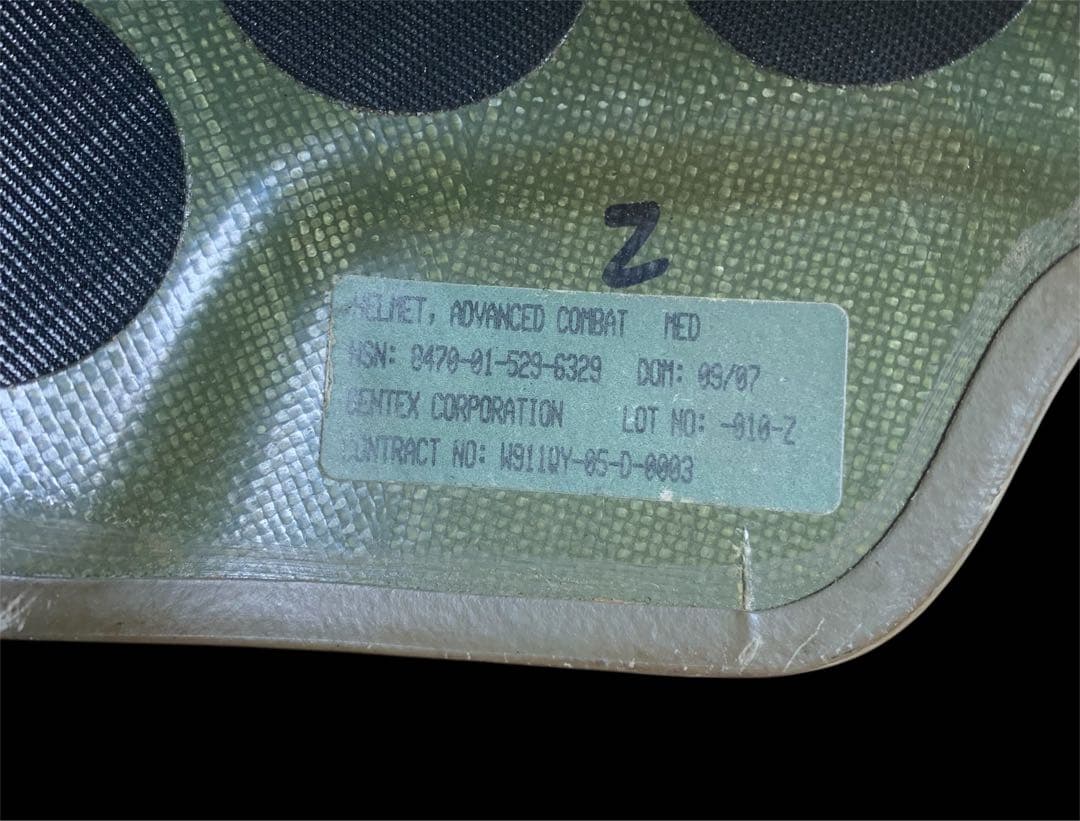 Z
HELMET, ADVANCED COMBAT MED
NSN: 8470-01-529-6329 DOM: 09/07
GENTEX CORPORATION LOT NO: -010-Z
CONTRACT NO: W911QY-05-D-0003